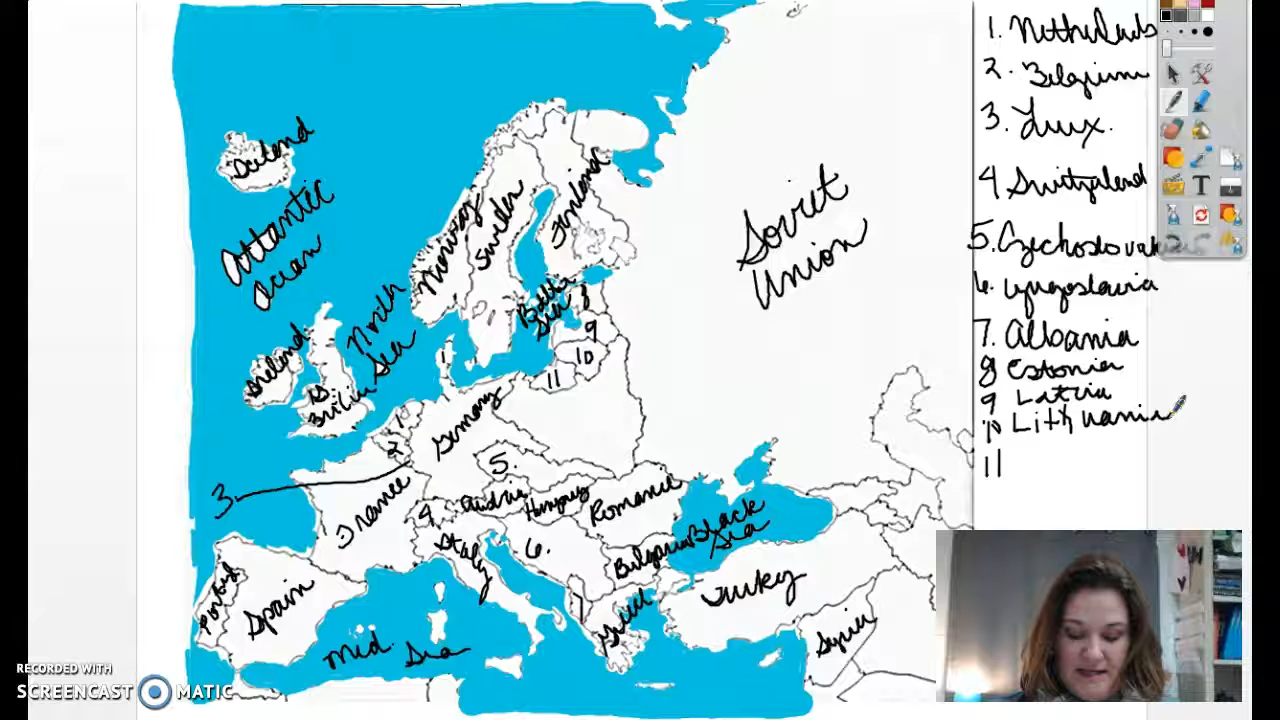 Iceland
Atlantic
Ocean
Norway
Sweden
Finland
Soviet
Union
North
Sea
Baltic
Sea
Ireland
G.
Britain
1
8
9
10
11
Germany
1
2
3
5.
France
4
Austria
Hungary
Romania
Italy
6.
Bulgaria
Black
Sea
Portugal
Spain
7
Greece
Turkey
Syria
Med. Sea
1. Netherlands
2. Belgium
3. Lux.
4 Switzerland
5. Czechoslovak
6. Yugoslavia
7. Albania
8 Estonia
9 Latvia
10 Lithuania
11
T
RECORDED WITH
SCREENCAST MATIC